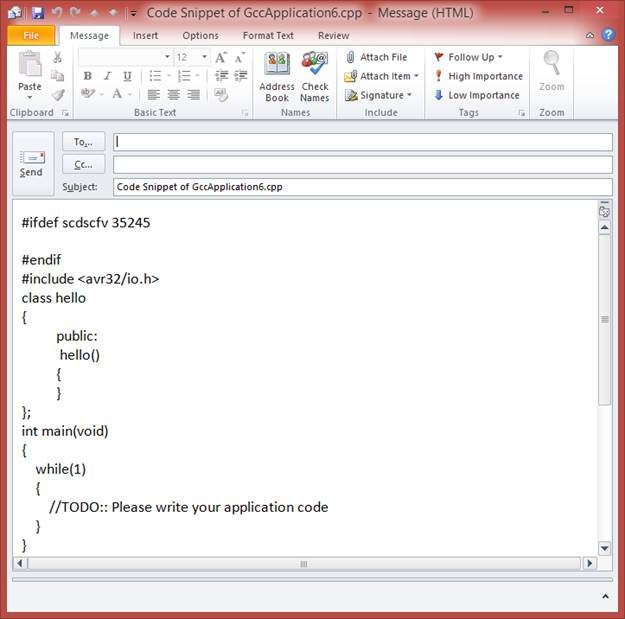 Code Snippet of GccApplication6.cpp - Message (HTML)
File Message Insert Options Format Text Review
Paste
Clipboard
12
B I U
A A
Basic Text
Address Book
Check Names
Names
Attach File
Attach Item
Signature
Include
Follow Up
High Importance
Low Importance
Tags
Zoom
Zoom
Send
To...
Cc...
Subject: Code Snippet of GccApplication6.cpp
#ifdef scdscfv 35245
#endif
#include <avr32/io.h>
class hello
{
public:
hello()
{
}
};
int main(void)
{
while(1)
{
//TODO:: Please write your application code
}
}